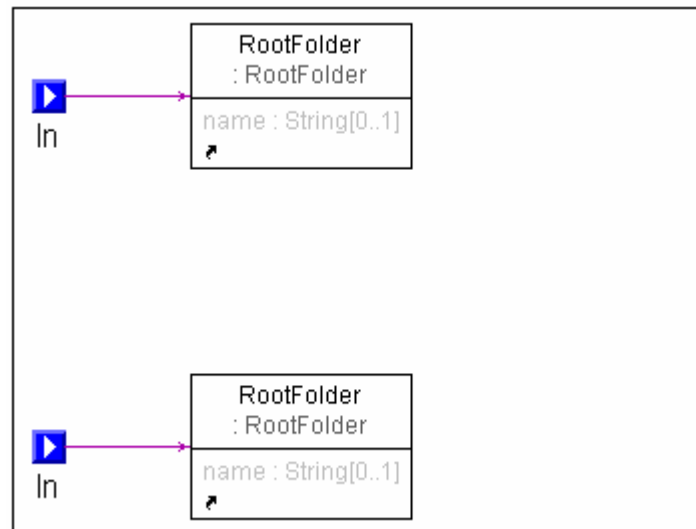 RootFolder
: RootFolder
In
name : String[0..1]
RootFolder
: RootFolder
In
name : String[0..1]